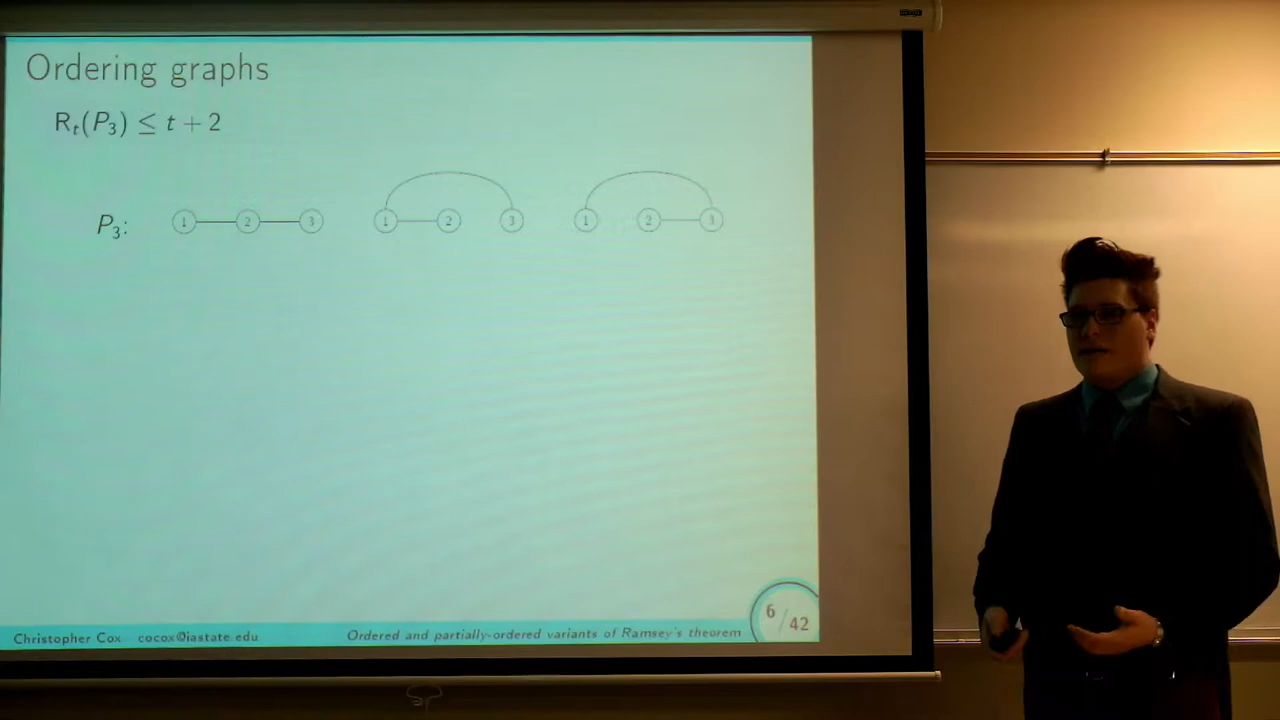 Ordering graphs
R_t(P_3) ≤ t + 2
P_3: 1 2 3 1 2 3 1 2 3
6/42
Christopher Cox cocox@iastate.edu Ordered and partially-ordered variants of Ramsey's theorem